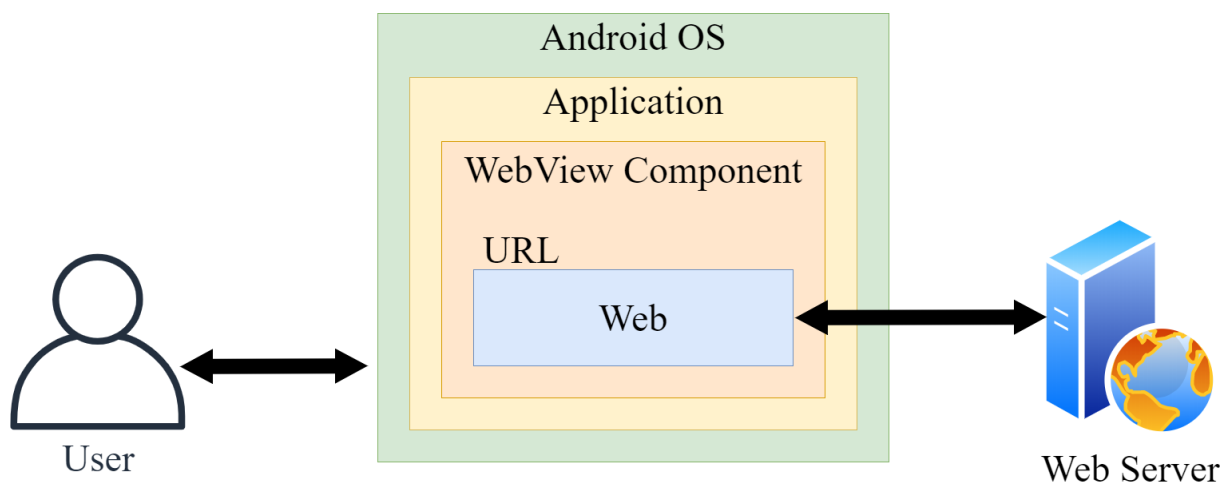 Android OS
Application
WebView Component
URL
Web
User
Web Server